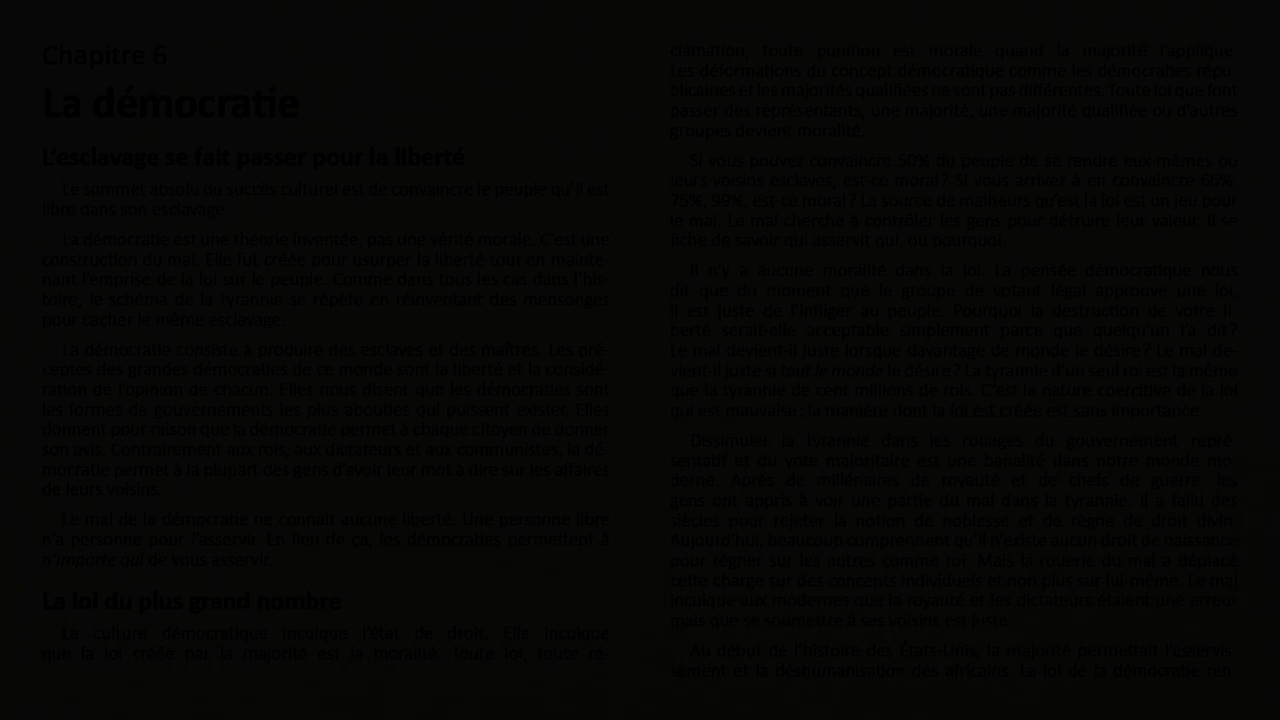 Chapitre 6
La démocratie
L'esclavage se fait passer pour la liberté
Le sommet absolu du succès culturel est de convaincre le peuple qu'il est
libre dans son esclavage.
La démocratie est une théorie inventée, pas une vérité morale. C'est une
construction du mal. Elle fut créée pour usurper la liberté tout en mainte-
nant l'emprise de la loi sur le peuple. Comme dans tous les cas dans l'his-
toire, le schéma de la tyrannie se répète en réinventant des mensonges
pour cacher le même esclavage.
La démocratie consiste à produire des esclaves et des maîtres. Les pré-
ceptes des grandes démocraties de ce monde sont la liberté et la considé-
ration de l'opinion de chacun. Elles nous disent que les démocraties sont
les formes de gouvernements les plus abouties qui puissent exister. Elles
donnent pour raison que la démocratie permet à chaque citoyen de donner
son avis. Contrairement aux rois, aux dictateurs et aux communistes, la dé-
mocratie permet à la plupart des gens d'avoir leur mot à dire sur les affaires
de leurs voisins.
Le mal de la démocratie ne connaît aucune liberté. Une personne libre
n'a personne pour l'asservir. En lieu de ça, les démocraties permettent à
n'importe qui de vous asservir.
La loi du plus grand nombre
La culture démocratique inculque l'état de droit. Elle inculque
que la loi créée par la majorité est la moralité. Toute loi, toute ré-
clamation, toute punition est morale quand la majorité l'applique.
Les déformations du concept démocratique comme les démocraties répu-
blicaines et les majorités qualifiées ne sont pas différentes. Toute loi que font
passer des représentants, une majorité, une majorité qualifiée ou d'autres
groupes devient moralité.
Si vous pouvez convaincre 50% du peuple de se rendre eux-mêmes ou
leurs voisins esclaves, est-ce moral? Si vous arrivez à en convaincre 66%,
75%, 99%, est-ce moral? La source de malheurs qu'est la loi est un jeu pour
le mal. Le mal cherche à contrôler les gens pour détruire leur valeur. Il se
fiche de savoir qui asservit qui, ou pourquoi.
Il n'y a aucune moralité dans la loi. La pensée démocratique nous
dit que du moment que le groupe de votant légal approuve une loi,
il est juste de l'infliger au peuple. Pourquoi la destruction de votre li-
berté serait-elle acceptable simplement parce que quelqu'un l'a dit?
Le mal devient-il juste lorsque davantage de monde le désire? Le mal de-
vient-il juste si tout le monde le désire? La tyrannie d'un seul roi est la même
que la tyrannie de cent millions de rois. C'est la nature coercitive de la loi
qui est mauvaise: la manière dont la loi est créée est sans importance.
Dissimuler la tyrannie dans les rouages du gouvernement repré-
sentatif et du vote majoritaire est une banalité dans notre monde mo-
derne. Après de millénaires de royauté et de chefs de guerre, les
gens ont appris à voir une partie du mal dans la tyrannie. Il a fallu des
siècles pour rejeter la notion de noblesse et de règne de droit divin.
Aujourd'hui, beaucoup comprennent qu'il n'existe aucun droit de naissance
pour régner sur les autres comme roi. Mais la rouerie du mal a déplacé
cette charge sur des concepts individuels et non plus sur lui-même. Le mal
inculque aux modernes que la royauté et les dictateurs étaient une erreur
mais que se soumettre à ses voisins est juste.
Au début de l'histoire des États-Unis, la majorité permettait l'asservis-
sement et la déshumanisation des africains. La loi de la démocratie ren-